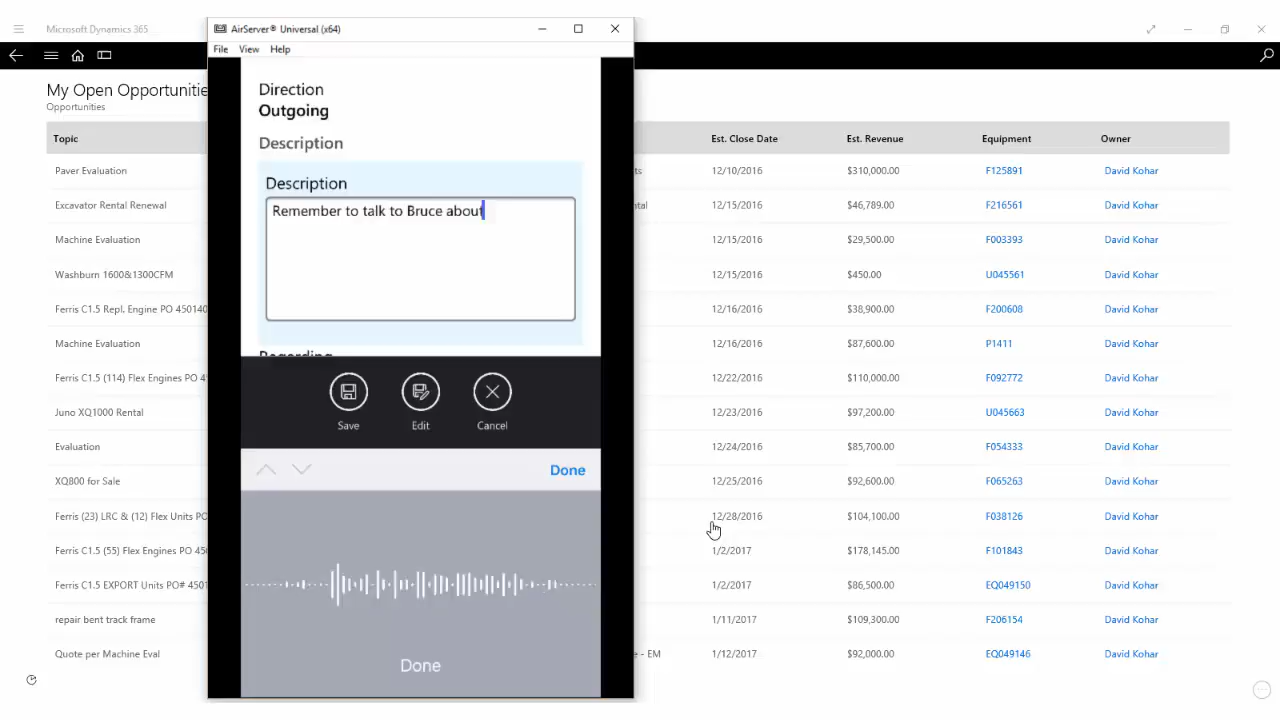 Microsoft Dynamics 365
AirServer® Universal (x64)
File View Help
My Open Opportunitie
Opportunities
Direction
Outgoing
Description
Description
Remember to talk to Bruce about
Regarding
Save Edit Cancel
Done
Done
Topic Est. Close Date Est. Revenue Equipment Owner
Paver Evaluation ts 12/10/2016 $310,000.00 F125891 David Kohar
Excavator Rental Renewal ntal 12/15/2016 $46,789.00 F216561 David Kohar
Machine Evaluation 12/15/2016 $29,500.00 F003393 David Kohar
Washburn 1600&1300CFM 12/15/2016 $450.00 U045561 David Kohar
Ferris C1.5 Repl. Engine PO 450140 12/16/2016 $38,900.00 F200608 David Kohar
Machine Evaluation 12/16/2016 $87,600.00 P1411 David Kohar
Ferris C1.5 (114) Flex Engines PO 4 12/22/2016 $110,000.00 F092772 David Kohar
Juno XQ1000 Rental 12/23/2016 $97,200.00 U045663 David Kohar
Evaluation 12/24/2016 $85,700.00 F054333 David Kohar
XQ800 for Sale 12/25/2016 $92,600.00 F065263 David Kohar
Ferris (23) LRC & (12) Flex Units PO 12/28/2016 $104,100.00 F038126 David Kohar
Ferris C1.5 (55) Flex Engines PO 450 1/2/2017 $178,145.00 F101843 David Kohar
Ferris C1.5 EXPORT Units PO# 4501 1/2/2017 $86,500.00 EQ049150 David Kohar
repair bent track frame 1/11/2017 $109,300.00 F206154 David Kohar
Quote per Machine Eval e - EM 1/12/2017 $92,000.00 EQ049146 David Kohar